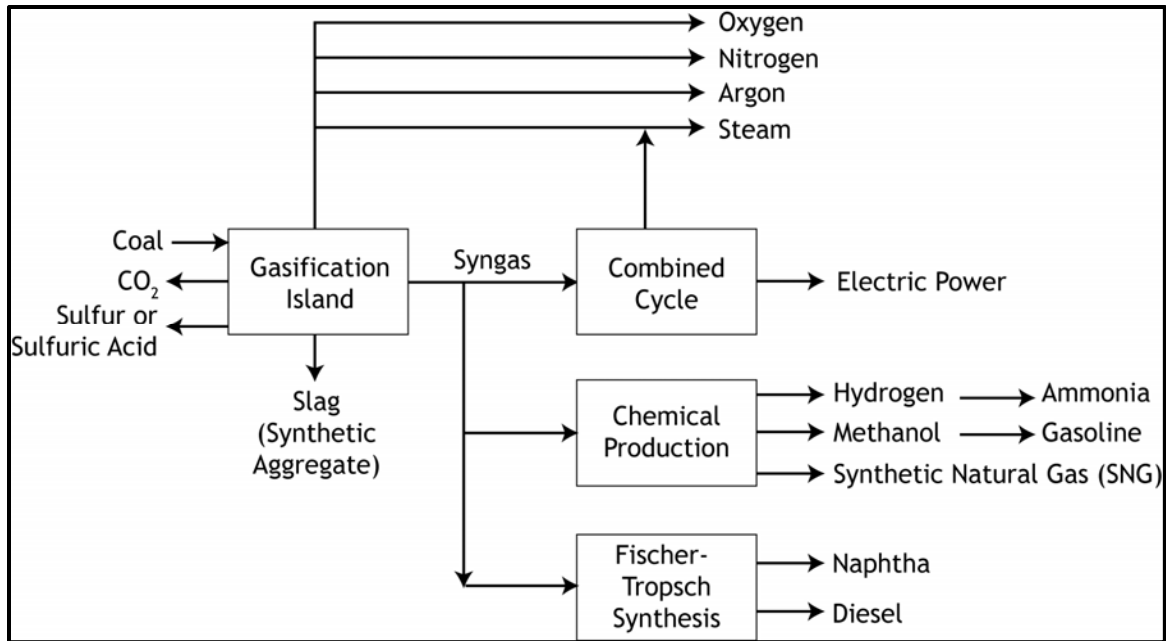 Oxygen
Nitrogen
Argon
Steam
Coal
CO₂
Sulfur or
Sulfuric Acid
Gasification
Island
Slag
(Synthetic
Aggregate)
Syngas
Combined
Cycle
Electric Power
Chemical
Production
Hydrogen
Ammonia
Methanol
Gasoline
Synthetic Natural Gas (SNG)
Fischer-
Tropsch
Synthesis
Naphtha
Diesel